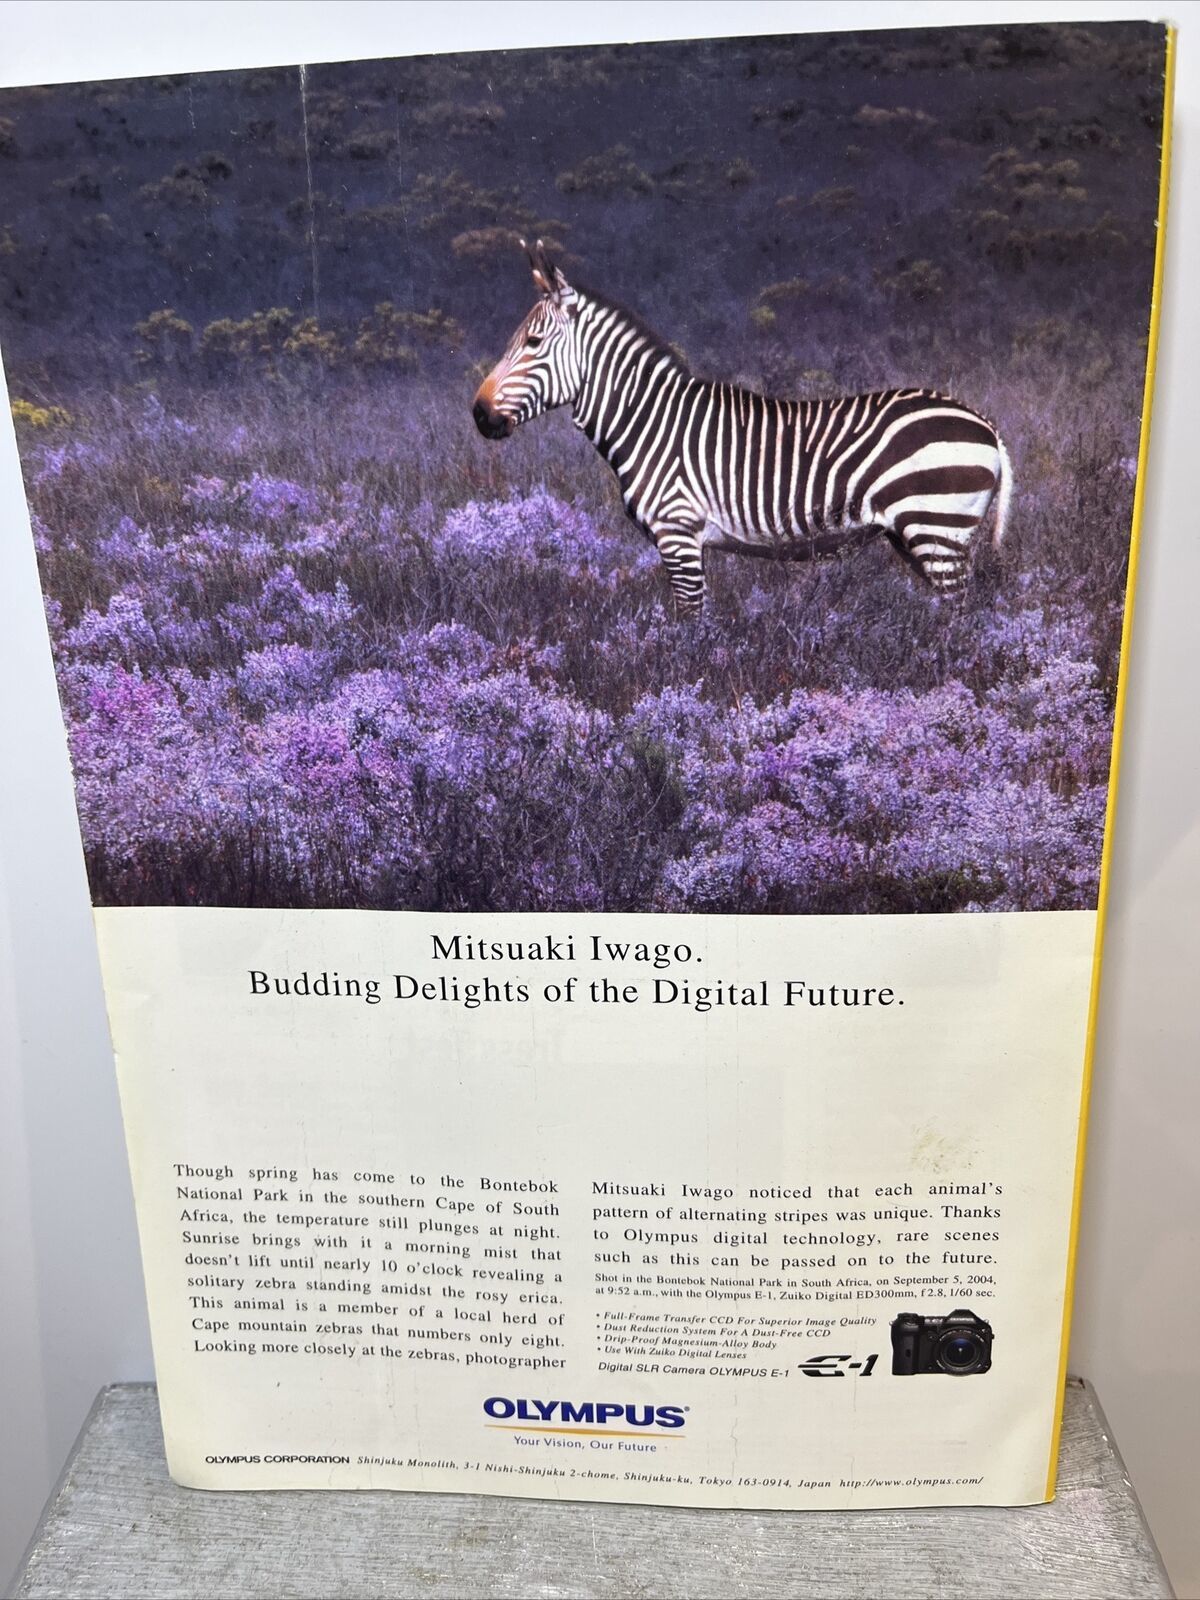 Mitsuaki Iwago.
Budding Delights of the Digital Future.
Though spring has come to the Bontebok
National Park in the southern Cape of South
Africa, the temperature still plunges at night.
Sunrise brings with it a morning mist that
doesn't lift until nearly 10 o'clock revealing a
solitary zebra standing amidst the rosy erica.
This animal is a member of a local herd of
Cape mountain zebras that numbers only eight.
Looking more closely at the zebras, photographer
Mitsuaki Iwago noticed that each animal's
pattern of alternating stripes was unique. Thanks
to Olympus digital technology, rare scenes
such as this can be passed on to the future.
Shot in the Bontebok National Park in South Africa, on September 5, 2004,
at 9:52 a.m., with the Olympus E-1, Zuiko Digital ED300mm, f 2.8, 1/60 sec.
• Full-Frame Transfer CCD For Superior Image Quality
• Dust Reduction System For A Dust-Free CCD
• Drip-Proof Magnesium-Alloy Body
• Use With Zuiko Digital Lenses
Digital SLR Camera OLYMPUS E-1 E-1
OLYMPUS®
Your Vision, Our Future
OLYMPUS CORPORATION Shinjuku Monolith, 3-1 Nishi-Shinjuku 2-chome, Shinjuku-ku, Tokyo 163-0914, Japan http://www.olympus.com/